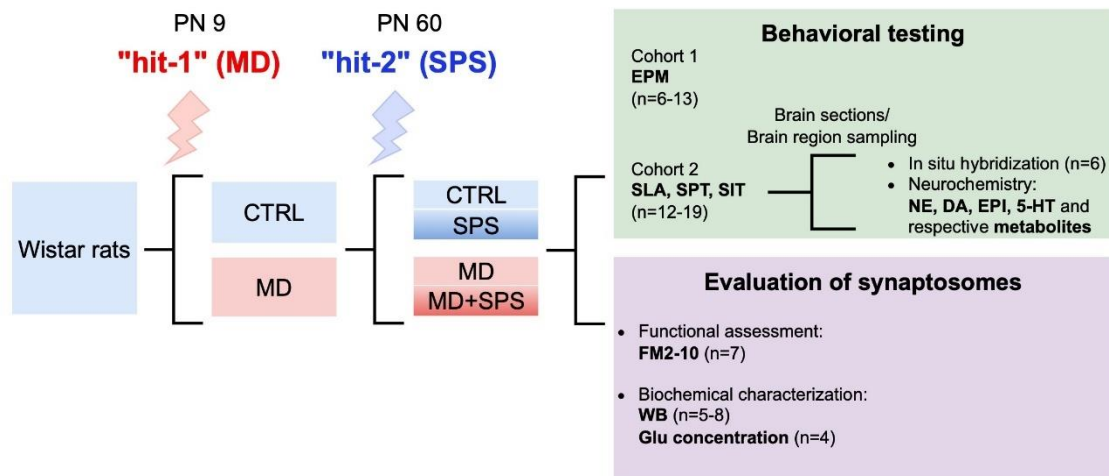 PN 9
"hit-1" (MD)
PN 60
"hit-2" (SPS)
Wistar rats
CTRL
MD
CTRL
SPS
MD
MD+SPS
Behavioral testing
Cohort 1
EPM
(n=6-13)
Cohort 2
SLA, SPT, SIT
(n=12-19)
Brain sections/
Brain region sampling
• In situ hybridization (n=6)
• Neurochemistry:
NE, DA, EPI, 5-HT and
respective metabolites
Evaluation of synaptosomes
• Functional assessment:
FM2-10 (n=7)
• Biochemical characterization:
WB (n=5-8)
Glu concentration (n=4)